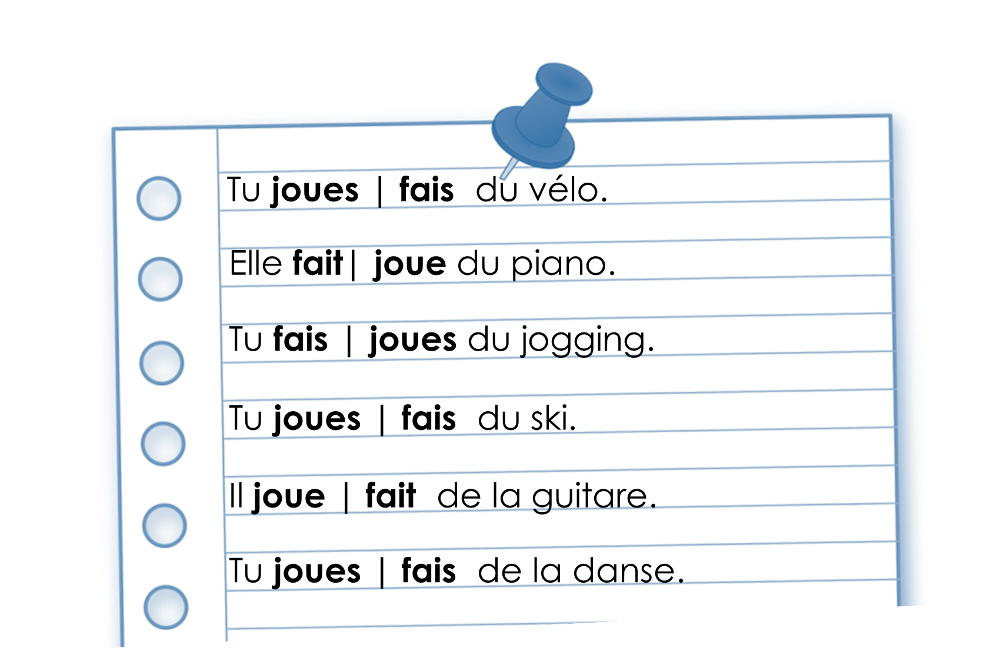 Tu joues | fais du vélo.
Elle fait| joue du piano.
Tu fais | joues du jogging.
Tu joues | fais du ski.
Il joue | fait de la guitare.
Tu joues | fais de la danse.